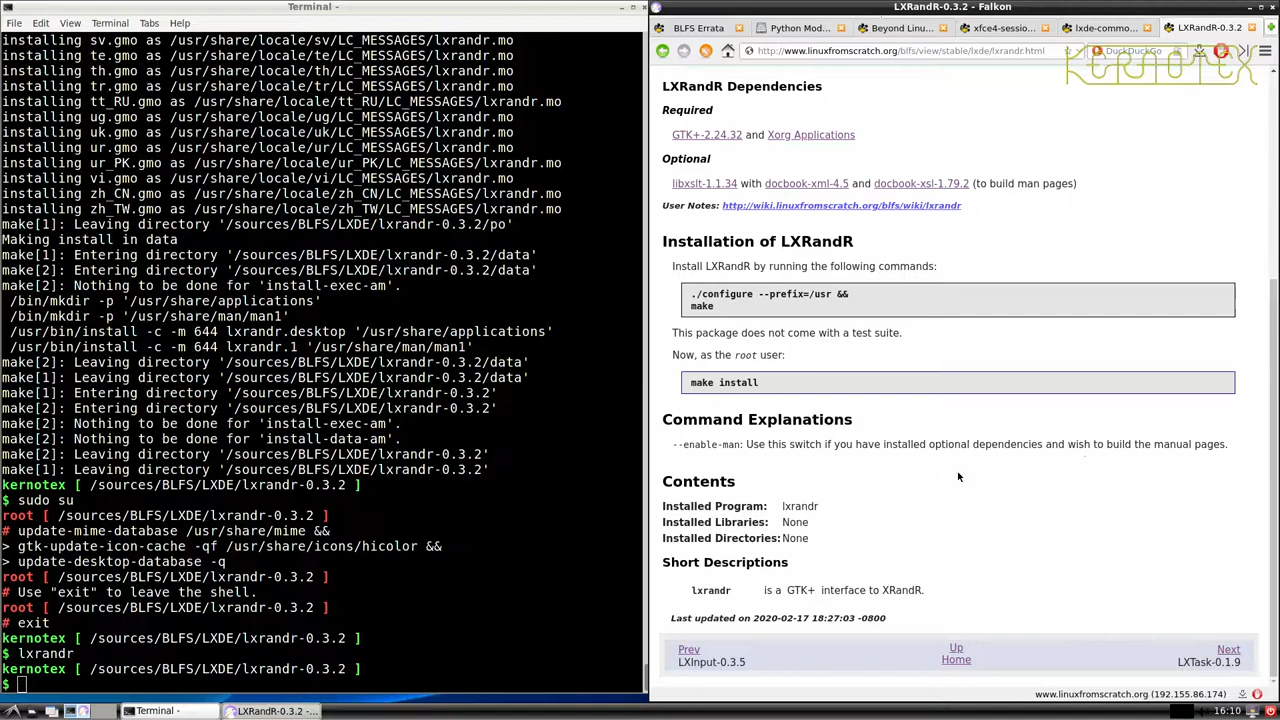 Terminal -
File Edit View Terminal Tabs Help
installing sv.gmo as /usr/share/locale/sv/LC_MESSAGES/lxrandr.mo
installing te.gmo as /usr/share/locale/te/LC_MESSAGES/lxrandr.mo
installing th.gmo as /usr/share/locale/th/LC_MESSAGES/lxrandr.mo
installing tr.gmo as /usr/share/locale/tr/LC_MESSAGES/lxrandr.mo
installing tt_RU.gmo as /usr/share/locale/tt_RU/LC_MESSAGES/lxrandr.mo
installing ug.gmo as /usr/share/locale/ug/LC_MESSAGES/lxrandr.mo
installing uk.gmo as /usr/share/locale/uk/LC_MESSAGES/lxrandr.mo
installing ur.gmo as /usr/share/locale/ur/LC_MESSAGES/lxrandr.mo
installing ur_PK.gmo as /usr/share/locale/ur_PK/LC_MESSAGES/lxrandr.mo
installing vi.gmo as /usr/share/locale/vi/LC_MESSAGES/lxrandr.mo
installing zh_CN.gmo as /usr/share/locale/zh_CN/LC_MESSAGES/lxrandr.mo
installing zh_TW.gmo as /usr/share/locale/zh_TW/LC_MESSAGES/lxrandr.mo
make[1]: Leaving directory '/sources/BLFS/LXDE/lxrandr-0.3.2/po'
Making install in data
make[1]: Entering directory '/sources/BLFS/LXDE/lxrandr-0.3.2/data'
make[2]: Entering directory '/sources/BLFS/LXDE/lxrandr-0.3.2/data'
make[2]: Nothing to be done for 'install-exec-am'.
/bin/mkdir -p '/usr/share/applications'
/bin/mkdir -p '/usr/share/man/man1'
/usr/bin/install -c -m 644 lxrandr.desktop '/usr/share/applications'
/usr/bin/install -c -m 644 lxrandr.1 '/usr/share/man/man1'
make[2]: Leaving directory '/sources/BLFS/LXDE/lxrandr-0.3.2/data'
make[1]: Leaving directory '/sources/BLFS/LXDE/lxrandr-0.3.2/data'
make[1]: Entering directory '/sources/BLFS/LXDE/lxrandr-0.3.2'
make[2]: Entering directory '/sources/BLFS/LXDE/lxrandr-0.3.2'
make[2]: Nothing to be done for 'install-exec-am'.
make[2]: Nothing to be done for 'install-data-am'.
make[2]: Leaving directory '/sources/BLFS/LXDE/lxrandr-0.3.2'
make[1]: Leaving directory '/sources/BLFS/LXDE/lxrandr-0.3.2'
kernotex [ /sources/BLFS/LXDE/lxrandr-0.3.2 ]
$ sudo su
root [ /sources/BLFS/LXDE/lxrandr-0.3.2 ]
# update-mime-database /usr/share/mime &&
> gtk-update-icon-cache -qf /usr/share/icons/hicolor &&
> update-desktop-database -q
root [ /sources/BLFS/LXDE/lxrandr-0.3.2 ]
# Use "exit" to leave the shell.
root [ /sources/BLFS/LXDE/lxrandr-0.3.2 ]
# exit
kernotex [ /sources/BLFS/LXDE/lxrandr-0.3.2 ]
$ lxrandr
kernotex [ /sources/BLFS/LXDE/lxrandr-0.3.2 ]
$
LXRandR-0.3.2 - Falkon
BLFS Errata Python Mod... Beyond Linu... xfce4-sessio... lxde-commo... LXRandR-0.3.2
http://www.linuxfromscratch.org/blfs/view/stable/lxde/lxrandr.html DuckDuckGo
KERNOTEX
LXRandR Dependencies
Required
GTK+-2.24.32 and Xorg Applications
Optional
libxslt-1.1.34 with docbook-xml-4.5 and docbook-xsl-1.79.2 (to build man pages)
User Notes: http://wiki.linuxfromscratch.org/blfs/wiki/lxrandr
Installation of LXRandR
Install LXRandR by running the following commands:
./configure --prefix=/usr &&
make
This package does not come with a test suite.
Now, as the root user:
make install
Command Explanations
--enable-man: Use this switch if you have installed optional dependencies and wish to build the manual pages.
Contents
Installed Program: lxrandr
Installed Libraries: None
Installed Directories: None
Short Descriptions
lxrandr is a GTK+ interface to XRandR.
Last updated on 2020-02-17 18:27:03 -0800
Prev Up Next
LXInput-0.3.5 Home LXTask-0.1.9
www.linuxfromscratch.org (192.155.86.174)
Terminal - LXRandR-0.3.2 -... 16:10